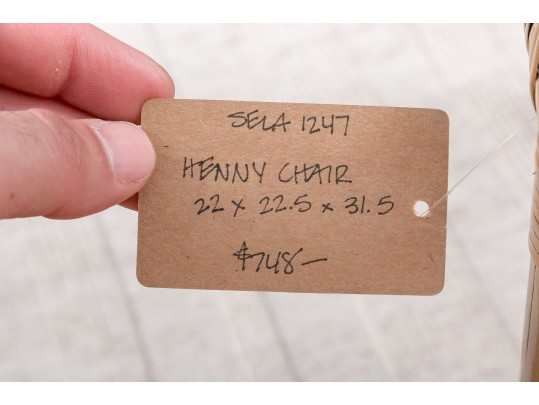 SELA 1247
HENNY CHAIR
22 x 22.5 x 31.5
$748—